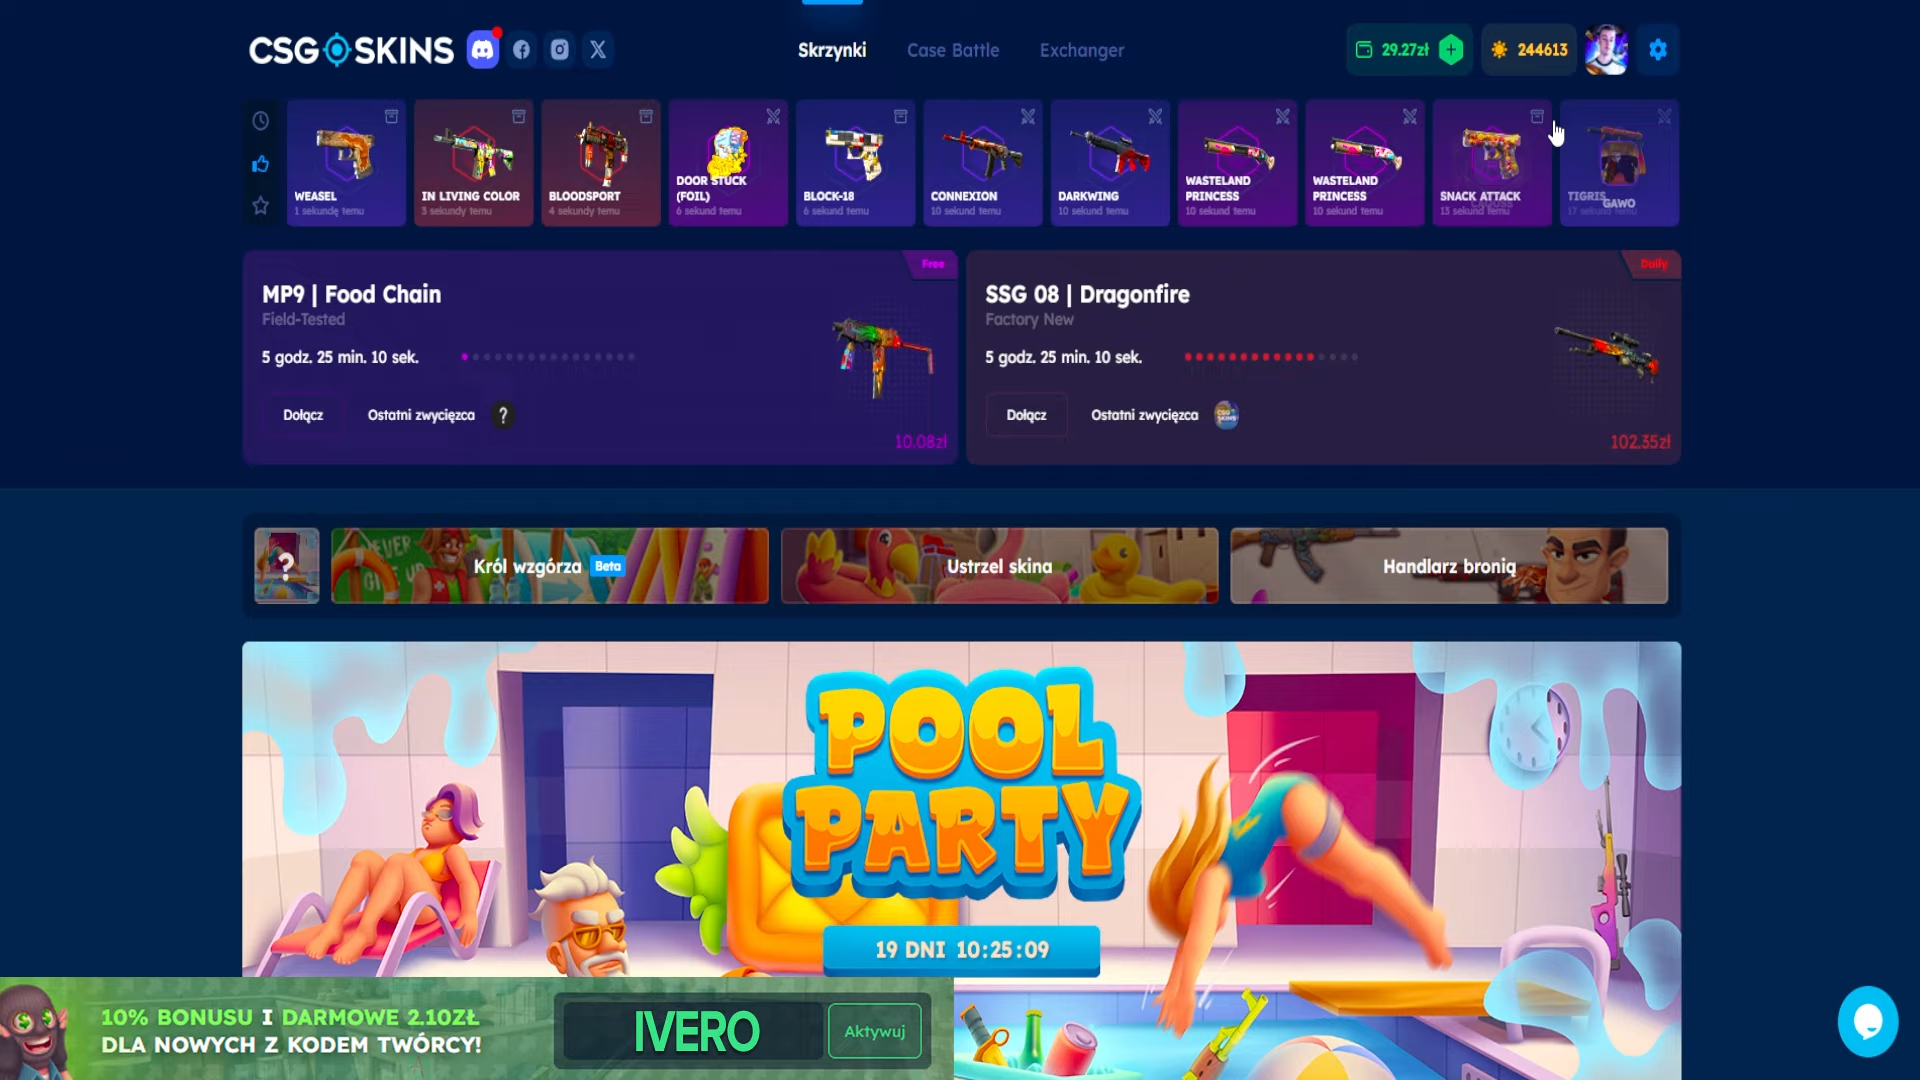 CSGOSKINS
Skrzynki
Case Battle
Exchanger
29.27zł
244613
WEASEL
1 sekundę temu
IN LIVING COLOR
3 sekundy temu
BLOODSPORT
4 sekundy temu
DOOR STUCK
(FOIL)
6 sekund temu
BLOCK-18
6 sekund temu
CONNEXION
10 sekund temu
DARKWING
10 sekund temu
WASTELAND
PRINCESS
10 sekund temu
WASTELAND
PRINCESS
10 sekund temu
SNACK ATTACK
13 sekund temu
TIGRIS
17 sekund temu
GAWO
Free
MP9 | Food Chain
Field-Tested
5 godz. 25 min. 10 sek.
Dołącz
Ostatni zwycięzca
?
10.08zł
Daily
SSG 08 | Dragonfire
Factory New
5 godz. 25 min. 10 sek.
Dołącz
Ostatni zwycięzca
102.35zł
?
Król wzgórza Beta
Ustrzel skina
Handlarz bronią
POOL
PARTY
19 DNI 10:25:09
10% BONUSU I DARMOWE 2.10ZŁ
DLA NOWYCH Z KODEM TWÓRCY!
IVERO
Aktywuj